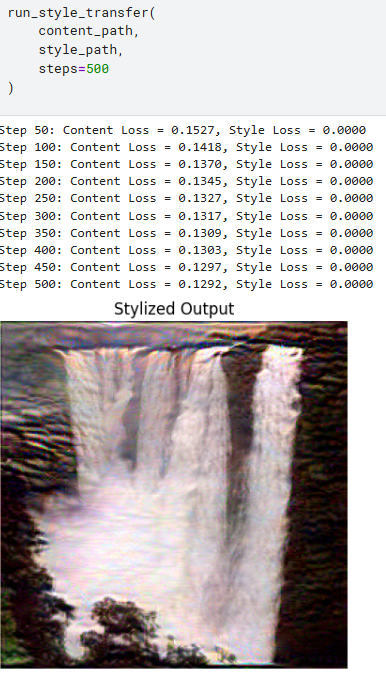 run_style_transfer(
    content_path,
    style_path,
    steps=500
)
Step 50: Content Loss = 0.1527, Style Loss = 0.0000
Step 100: Content Loss = 0.1418, Style Loss = 0.0000
Step 150: Content Loss = 0.1370, Style Loss = 0.0000
Step 200: Content Loss = 0.1345, Style Loss = 0.0000
Step 250: Content Loss = 0.1327, Style Loss = 0.0000
Step 300: Content Loss = 0.1317, Style Loss = 0.0000
Step 350: Content Loss = 0.1309, Style Loss = 0.0000
Step 400: Content Loss = 0.1303, Style Loss = 0.0000
Step 450: Content Loss = 0.1297, Style Loss = 0.0000
Step 500: Content Loss = 0.1292, Style Loss = 0.0000
Stylized Output